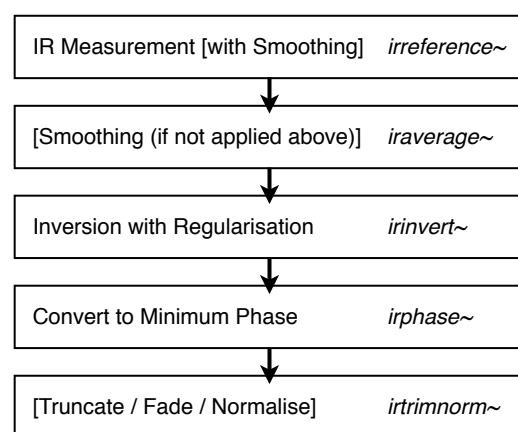 IR Measurement [with Smoothing] irreference~
[Smoothing (if not applied above)] iraverage~
Inversion with Regularisation irinvert~
Convert to Minimum Phase irphase~
[Truncate / Fade / Normalise] irtrimnorm~